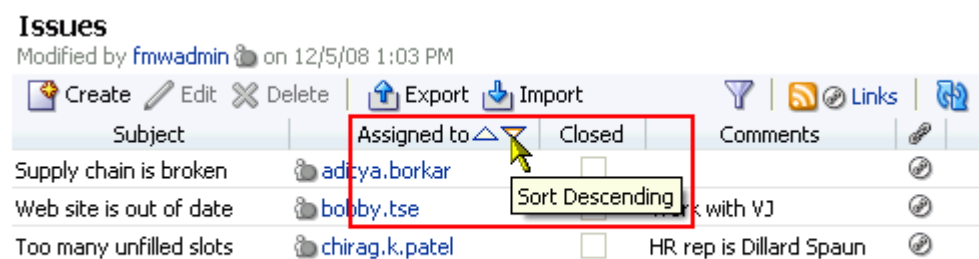 Issues
Modified by fmwadmin on 12/5/08 1:03 PM
Create Edit Delete Export Import Links
Subject Assigned to Closed Comments
Supply chain is broken aditya.borkar
Sort Descending
Web site is out of date bobby.tse with VJ
Too many unfilled slots chirag.k.patel HR rep is Dillard Spaun